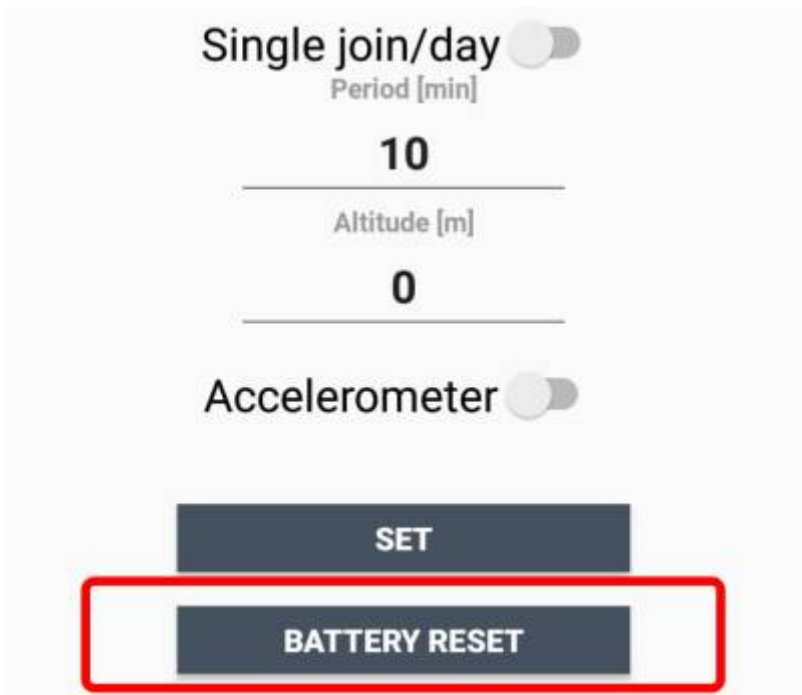 Single join/day
Period [min]
10
Altitude [m]
0
Accelerometer
SET
BATTERY RESET